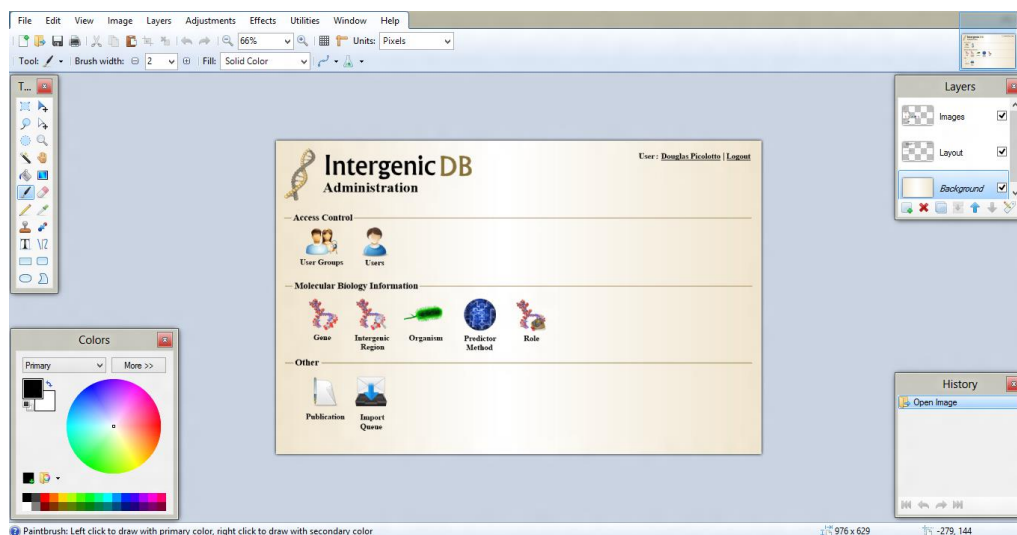 File Edit View Image Layers Adjustments Effects Utilities Window Help
66% Units: Pixels
Tool: Brush width: 2 Fill: Solid Color
T...
Layers
Images
Layout
Background
Intergenic DB
Administration
User : Douglas Picolotto | Logout
Access Control
User Groups Users
Molecular Biology Information
Gene Intergenic Region Organism Predictor Method Role
Other
Publication Import Queue
Colors
Primary More >>
History
Open Image
Paintbrush: Left click to draw with primary color, right click to draw with secondary color 976 x 629 -279, 144